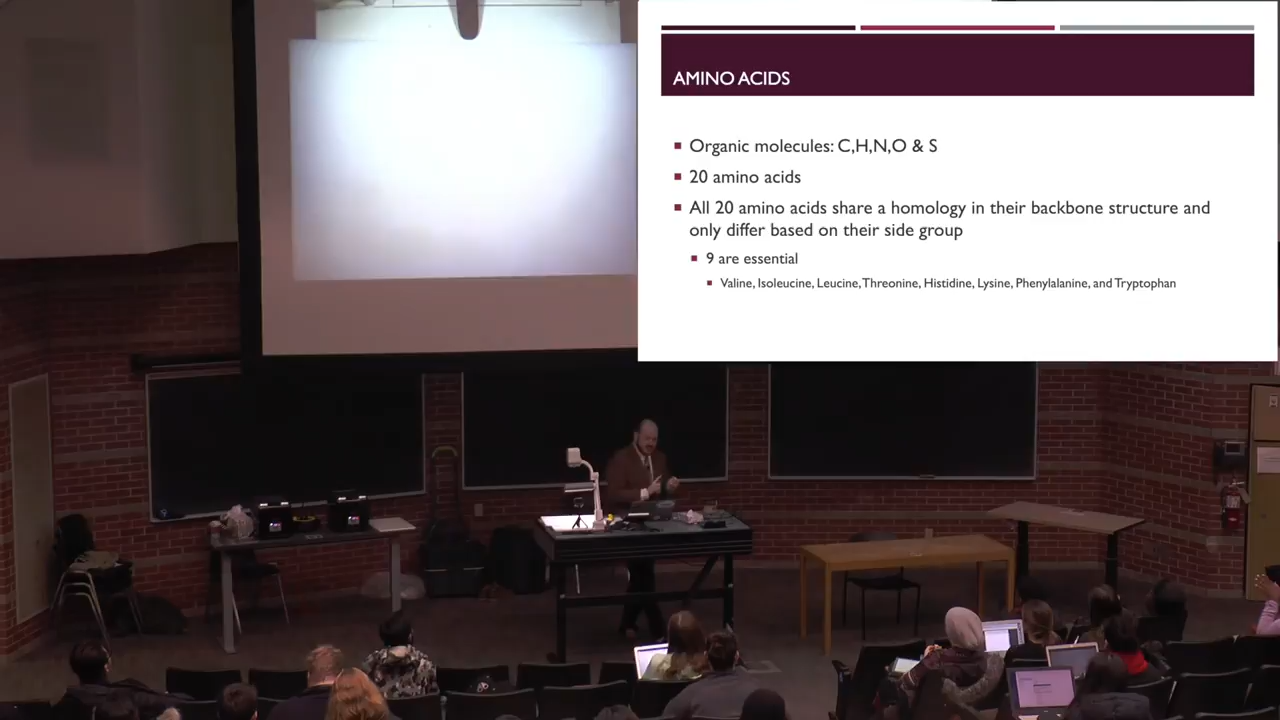 AMINO ACIDS
Organic molecules: C,H,N,O & S
20 amino acids
All 20 amino acids share a homology in their backbone structure and
only differ based on their side group
9 are essential
Valine, Isoleucine, Leucine, Threonine, Histidine, Lysine, Phenylalanine, and Tryptophan